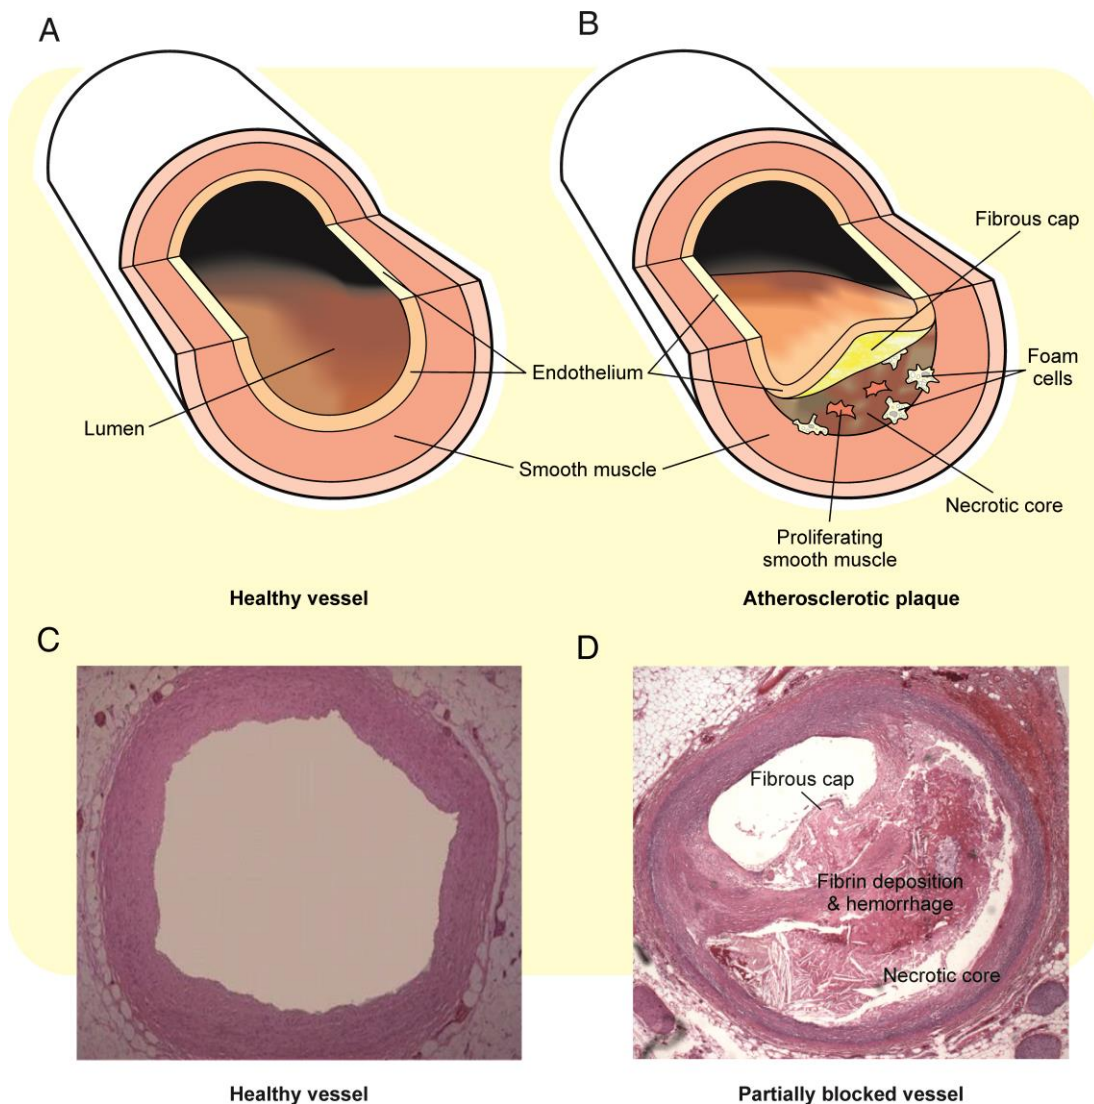 A
B
Fibrous cap
Foam
cells
Endothelium
Lumen
Smooth muscle
Necrotic core
Proliferating
smooth muscle
Healthy vessel
Atherosclerotic plaque
C
D
Fibrous cap
Fibrin deposition
& hemorrhage
Necrotic core
Healthy vessel
Partially blocked vessel